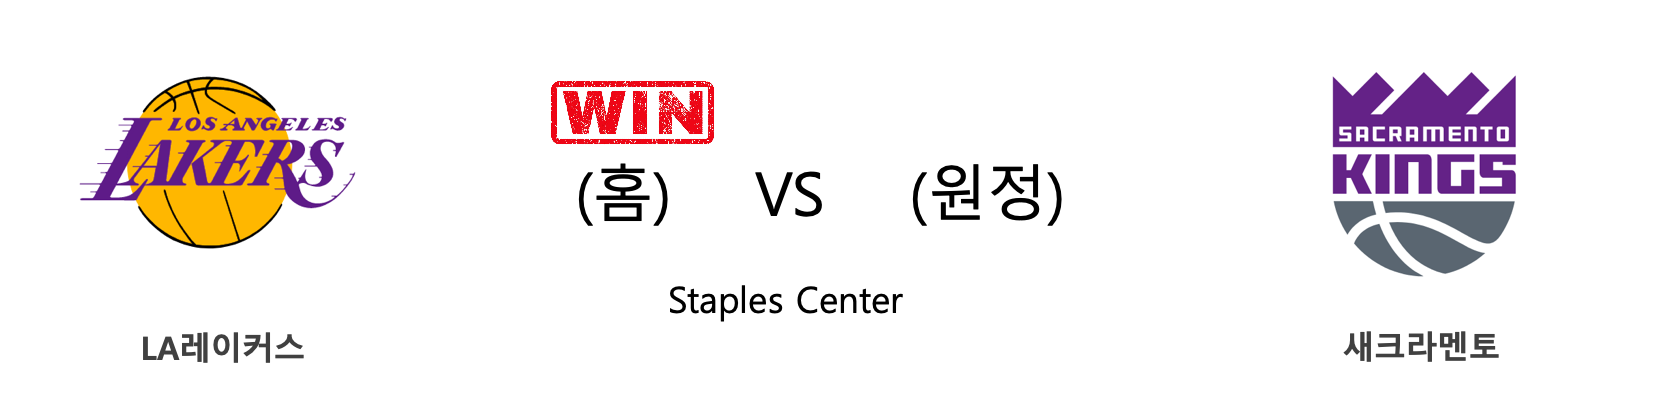 LOS ANGELES
LAKERS
WIN
(홈) VS (원정)
Staples Center
SACRAMENTO
KINGS
LA레이커스
새크라멘토